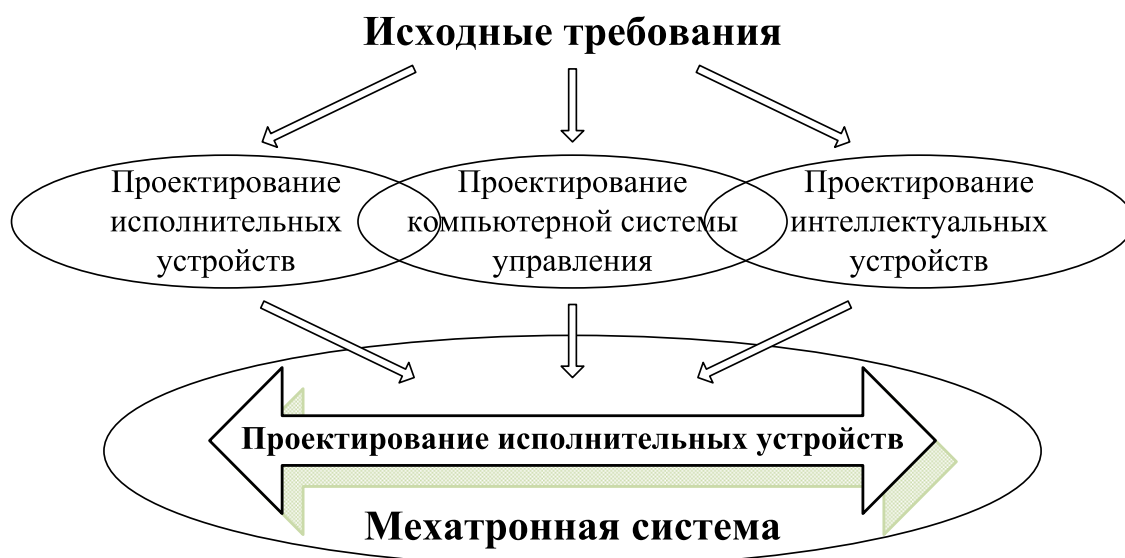 Исходные требования
Проектирование
исполнительных
устройств
Проектирование
компьютерной системы
управления
Проектирование
интеллектуальных
устройств
Проектирование исполнительных устройств
Мехатронная система